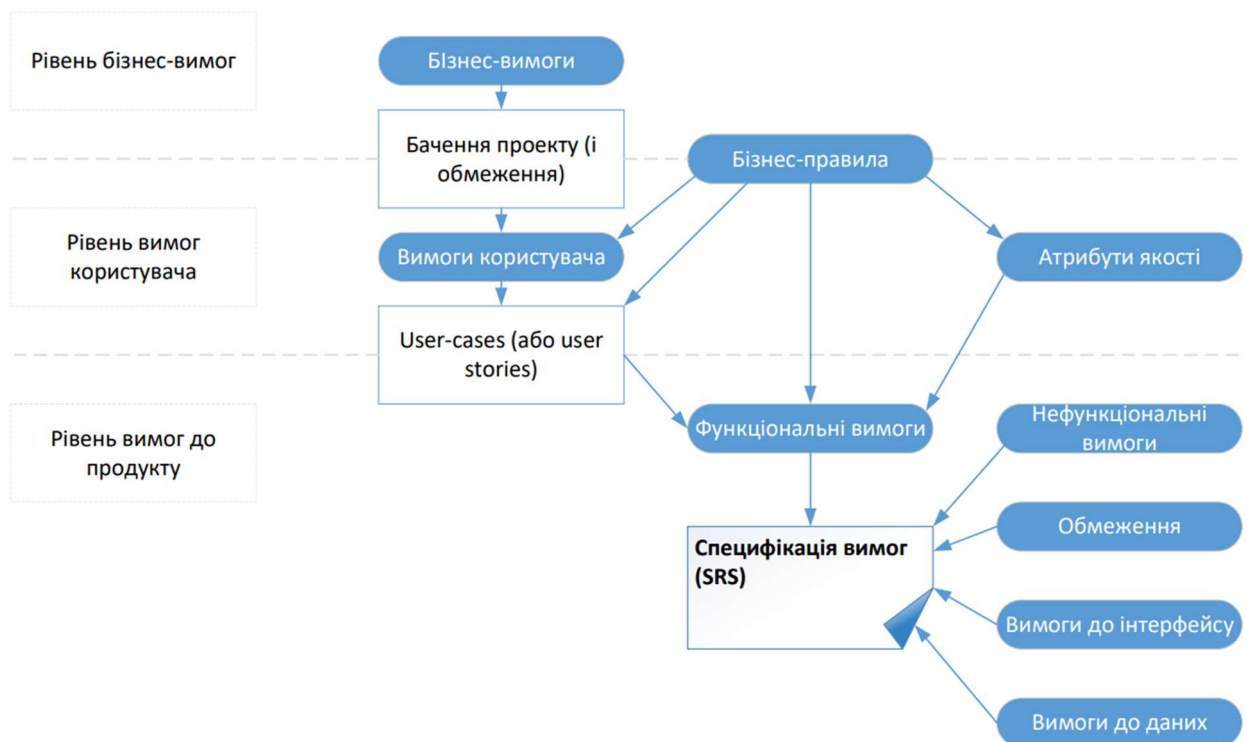 Рівень бізнес-вимог
БІзнес-вимоги
Бачення проекту (і
обмеження)
Бізнес-правила
Рівень вимог
користувача
Вимоги користувача
Атрибути якості
User-cases (або user
stories)
Рівень вимог до
продукту
Функціональні вимоги
Нефункціональні
вимоги
Специфікація вимог
(SRS)
Обмеження
Вимоги до інтерфейсу
Вимоги до даних